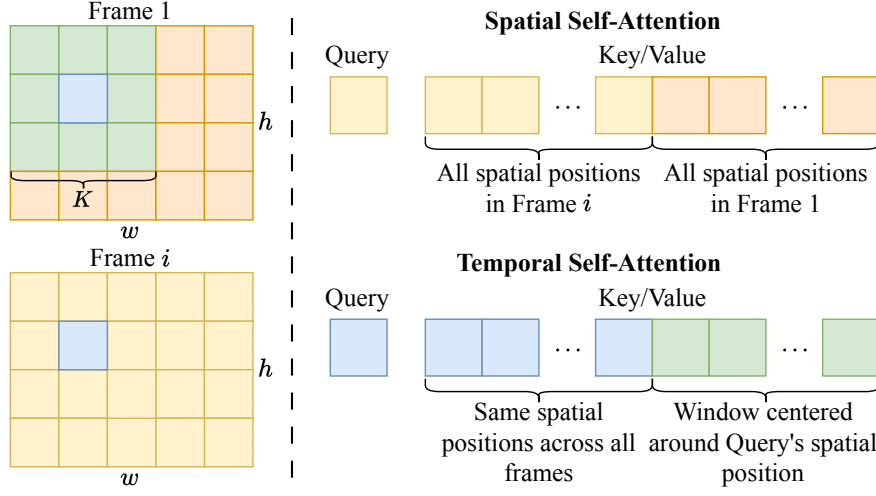 Frame 1
h
K
w
Frame i
h
w
Spatial Self-Attention
Query
Key/Value
...
...
All spatial positions
in Frame i
All spatial positions
in Frame 1
Temporal Self-Attention
Query
Key/Value
...
...
Same spatial
positions across all
frames
Window centered
around Query's spatial
position